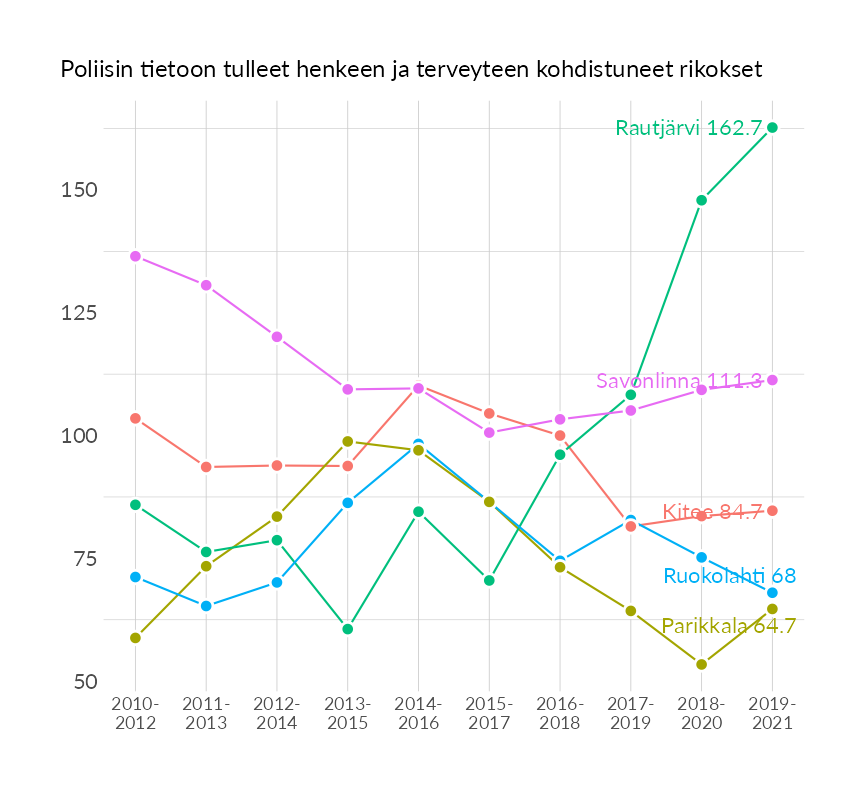 Poliisin tietoon tulleet henkeen ja terveyteen kohdistuneet rikokset
Rautjärvi 162.7
150
125
Savonlinna 111.3
100
Kitee 84.7
75
Ruokolahti 68
Parikkala 64.7
50
2010- 2011- 2012- 2013- 2014- 2015- 2016- 2017- 2018- 2019-
2012 2013 2014 2015 2016 2017 2018 2019 2020 2021